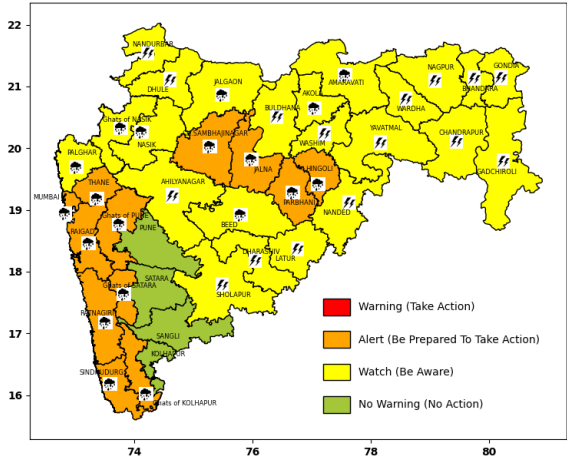 22
21
20
19
18
17
16
74
76
78
80
NANDURBAR
DHULE
JALGAON
AMARAVATI
NAGPUR
GONDIA
BHANDARA
AKOLA
BULDHANA
WARDHA
Ghats of NASIK
NASIK
SAMBHAJINAGAR
WASHIM
YAVATMAL
CHANDRAPUR
PALGHAR
JALNA
HINGOLI
GADCHIROLI
THANE
AHILYANAGAR
PARBHANI
MUMBAI
NANDED
Ghats of PUNE
PUNE
BEED
RAIGAD
DHARASHIV
LATUR
SATARA
Ghats of SATARA
SHOLAPUR
RATNAGIRI
SANGLI
KOLHAPUR
SINDHUDURG
Ghats of KOLHAPUR
Warning (Take Action)
Alert (Be Prepared To Take Action)
Watch (Be Aware)
No Warning (No Action)